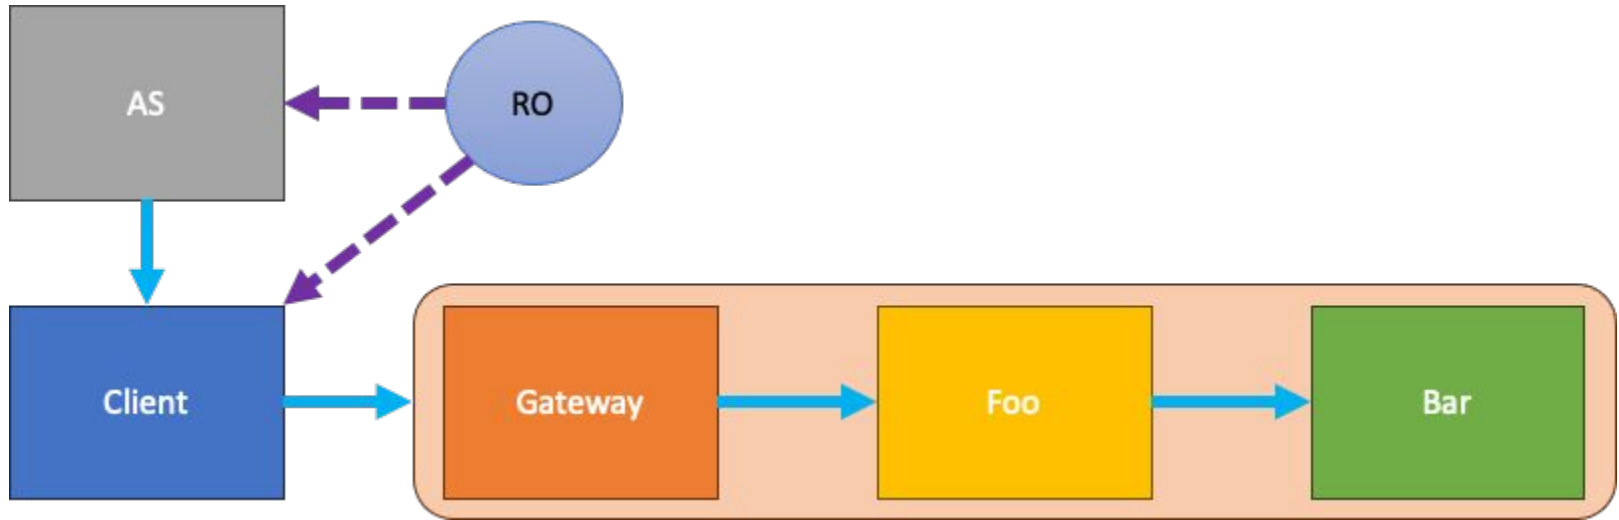 AS
RO
Client
Gateway
Foo
Bar